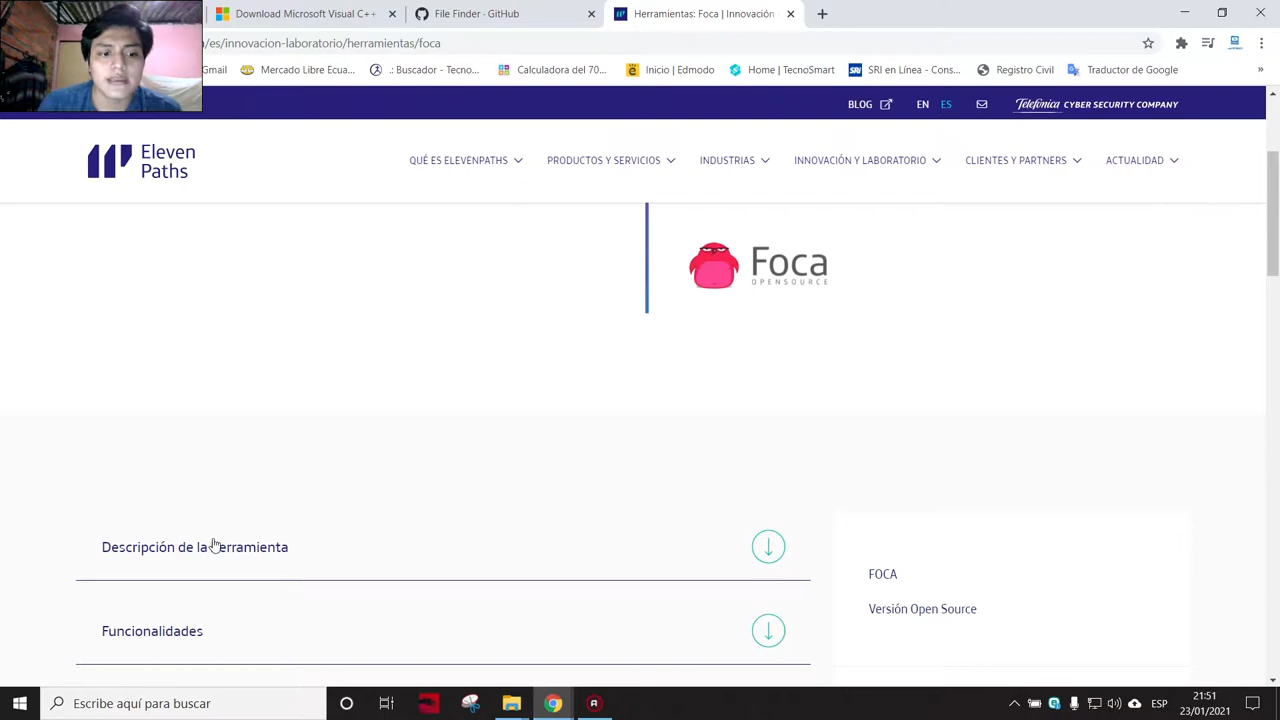 Download Microsoft Visual C++
File Finder - GitHub
Herramientas: Foca | Innovación
/es/innovacion-laboratorio/herramientas/foca
Gmail
Mercado Libre Ecua...
.: Buscador - Tecno...
Calculadora del 70...
Inicio | Edmodo
Home | TecnoSmart
SRI en Línea - Cons...
Registro Civil
Traductor de Google
»
BLOG
EN
ES
Telefónica CYBER SECURITY COMPANY
Eleven
Paths
QUÉ ES ELEVENPATHS
PRODUCTOS Y SERVICIOS
INDUSTRIAS
INNOVACIÓN Y LABORATORIO
CLIENTES Y PARTNERS
ACTUALIDAD
Foca
OPENSOURCE
Descripción de la herramienta
FOCA
Versión Open Source
Funcionalidades
Escribe aquí para buscar
ESP
21:51
23/01/2021